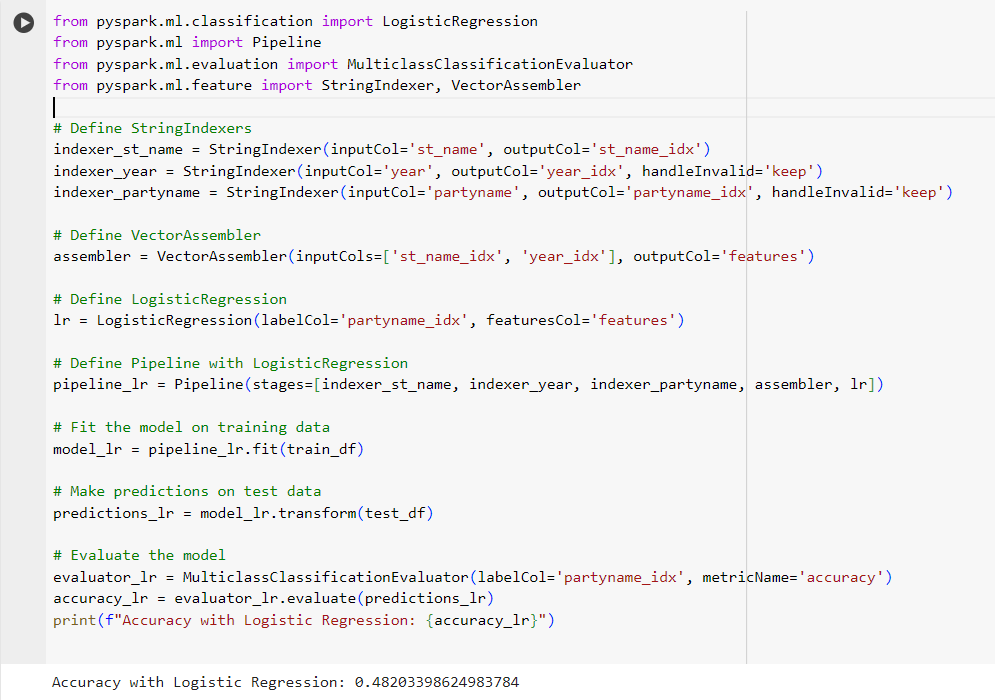 from pyspark.ml.classification import LogisticRegression
from pyspark.ml import Pipeline
from pyspark.ml.evaluation import MulticlassClassificationEvaluator
from pyspark.ml.feature import StringIndexer, VectorAssembler
# Define StringIndexers
indexer_st_name = StringIndexer(inputCol='st_name', outputCol='st_name_idx')
indexer_year = StringIndexer(inputCol='year', outputCol='year_idx', handleInvalid='keep')
indexer_partyname = StringIndexer(inputCol='partyname', outputCol='partyname_idx', handleInvalid='keep')
# Define VectorAssembler
assembler = VectorAssembler(inputCols=['st_name_idx', 'year_idx'], outputCol='features')
# Define LogisticRegression
lr = LogisticRegression(labelCol='partyname_idx', featuresCol='features')
# Define Pipeline with LogisticRegression
pipeline_lr = Pipeline(stages=[indexer_st_name, indexer_year, indexer_partyname, assembler, lr])
# Fit the model on training data
model_lr = pipeline_lr.fit(train_df)
# Make predictions on test data
predictions_lr = model_lr.transform(test_df)
# Evaluate the model
evaluator_lr = MulticlassClassificationEvaluator(labelCol='partyname_idx', metricName='accuracy')
accuracy_lr = evaluator_lr.evaluate(predictions_lr)
print(f"Accuracy with Logistic Regression: {accuracy_lr}")
Accuracy with Logistic Regression: 0.48203398624983784